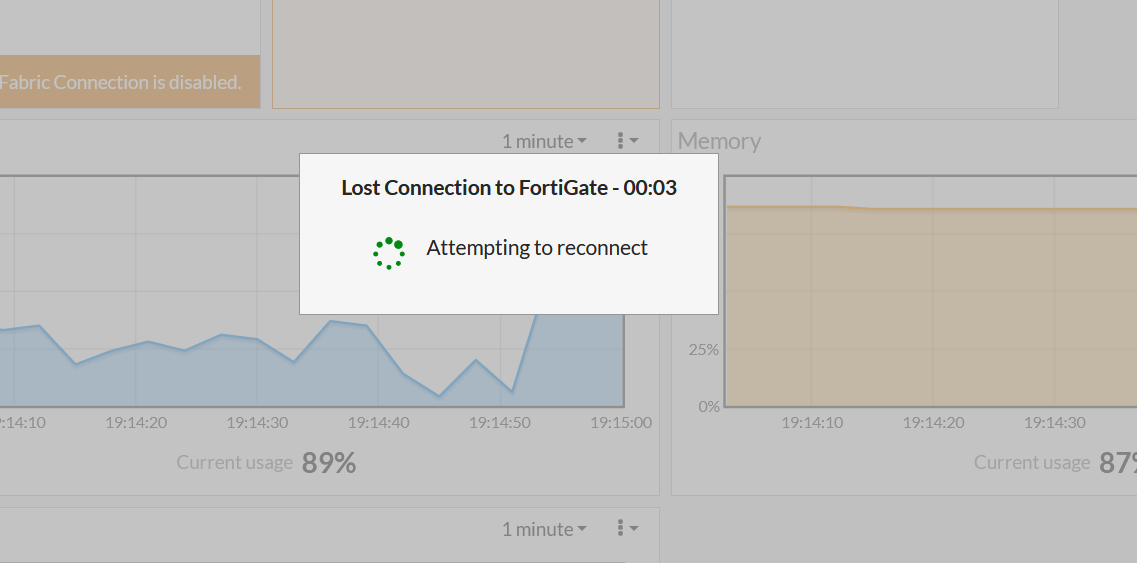 Fabric Connection is disabled.
1 minute
Memory
Lost Connection to FortiGate - 00:03
Attempting to reconnect
25%
0%
:14:10 19:14:20 19:14:30 19:14:40 19:14:50 19:15:00
19:14:10 19:14:20 19:14:30
Current usage 89%
Current usage 87%
1 minute